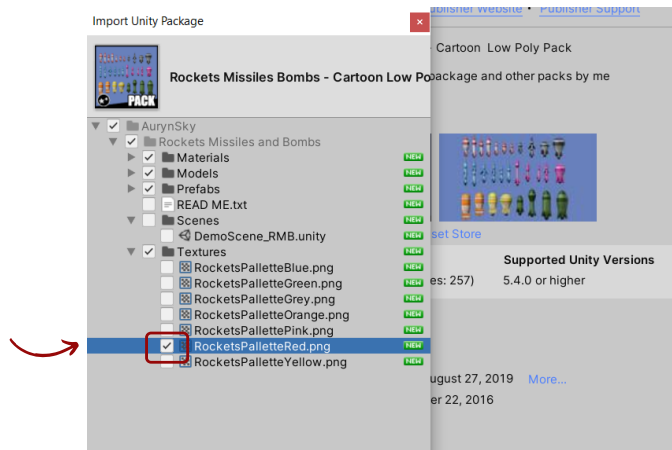 Import Unity Package
Publisher Website • Publisher Support
PACK
Rockets Missiles Bombs - Cartoon Low Po
- Cartoon Low Poly Pack
package and other packs by me
AurynSky
Rockets Missiles and Bombs
Materials NEW
Models NEW
Prefabs NEW
READ ME.txt NEW
Scenes NEW
DemoScene_RMB.unity NEW
Textures NEW
RocketsPalletteBlue.png NEW
RocketsPalletteGreen.png NEW
RocketsPalletteGrey.png NEW
RocketsPalletteOrange.png NEW
RocketsPallettePink.png NEW
RocketsPalletteRed.png NEW
RocketsPalletteYellow.png NEW
set Store
Supported Unity Versions
es: 257) 5.4.0 or higher
ugust 27, 2019 More...
er 22, 2016